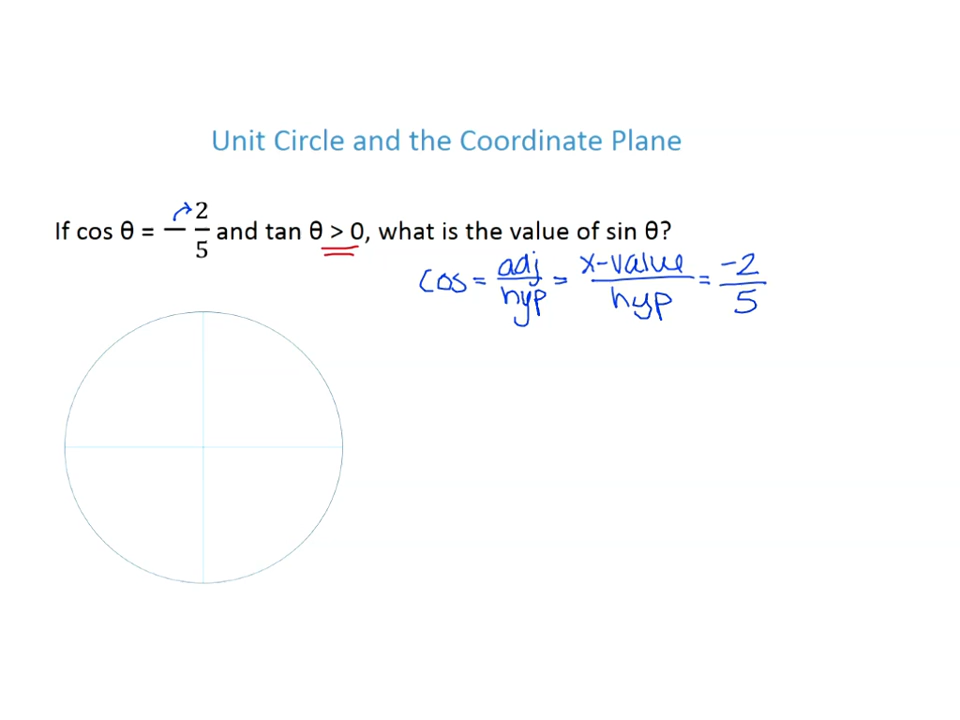 Unit Circle and the Coordinate Plane
If cos θ = −2/5 and tan θ > 0, what is the value of sin θ?
cos = adj/hyp = x-value/hyp = -2/5